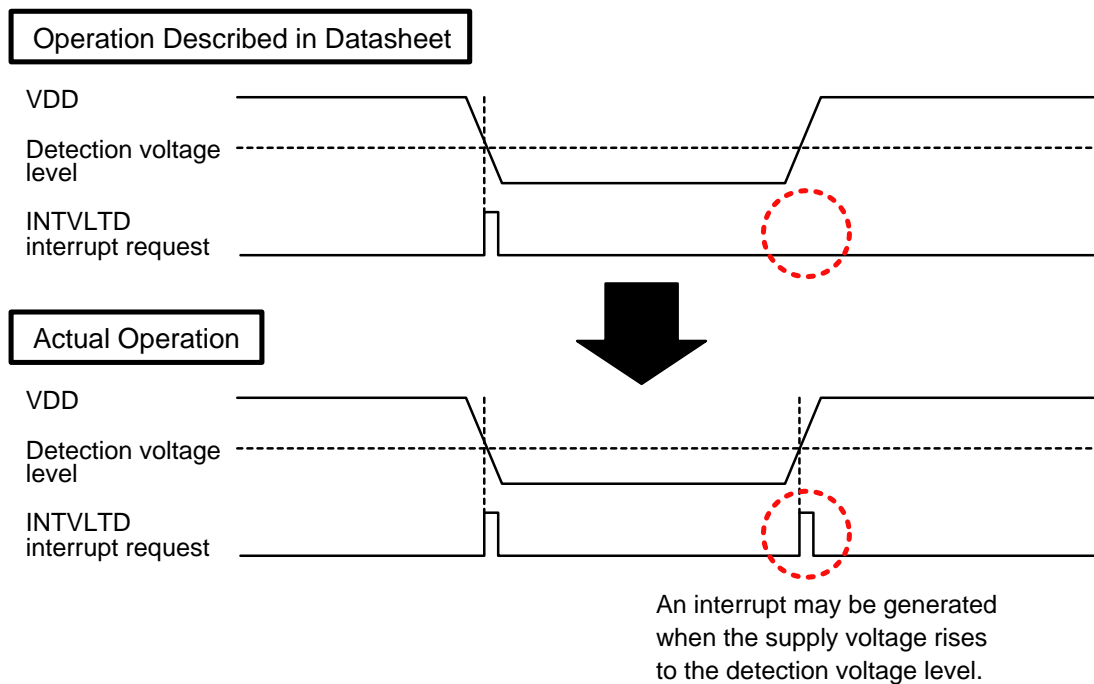 Operation Described in Datasheet
VDD
Detection voltage
level
INTVLTD
interrupt request
Actual Operation
VDD
Detection voltage
level
INTVLTD
interrupt request
An interrupt may be generated
when the supply voltage rises
to the detection voltage level.